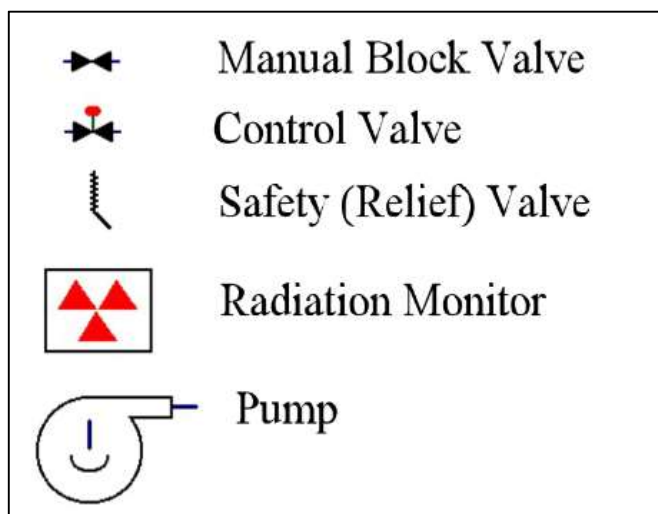 Manual Block Valve
Control Valve
Safety (Relief) Valve
Radiation Monitor
Pump